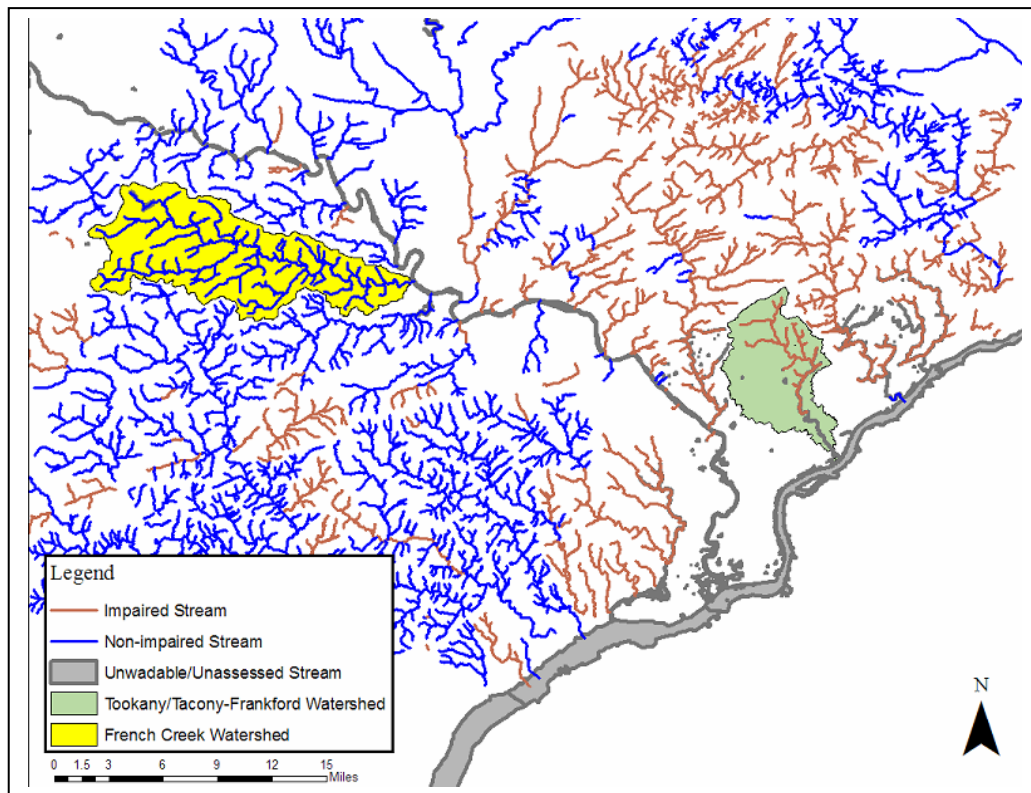 Legend
Impaired Stream
Non-impaired Stream
Unwadable/Unassessed Stream
Tookany/Tacony-Frankford Watershed
French Creek Watershed
0 1.5 3 6 9 12 15
Miles
N